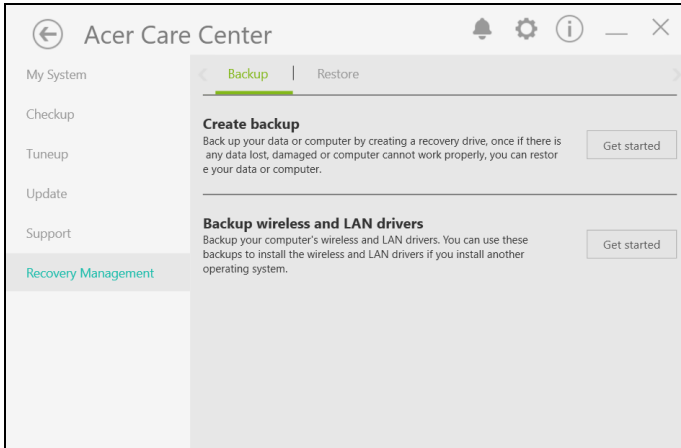 Acer Care Center
My System
Checkup
Tuneup
Update
Support
Recovery Management
Backup | Restore
Create backup
Back up your data or computer by creating a recovery drive, once if there is
any data lost, damaged or computer cannot work properly, you can restor
e your data or computer.
Get started
Backup wireless and LAN drivers
Backup your computer's wireless and LAN drivers. You can use these
backups to install the wireless and LAN drivers if you install another
operating system.
Get started